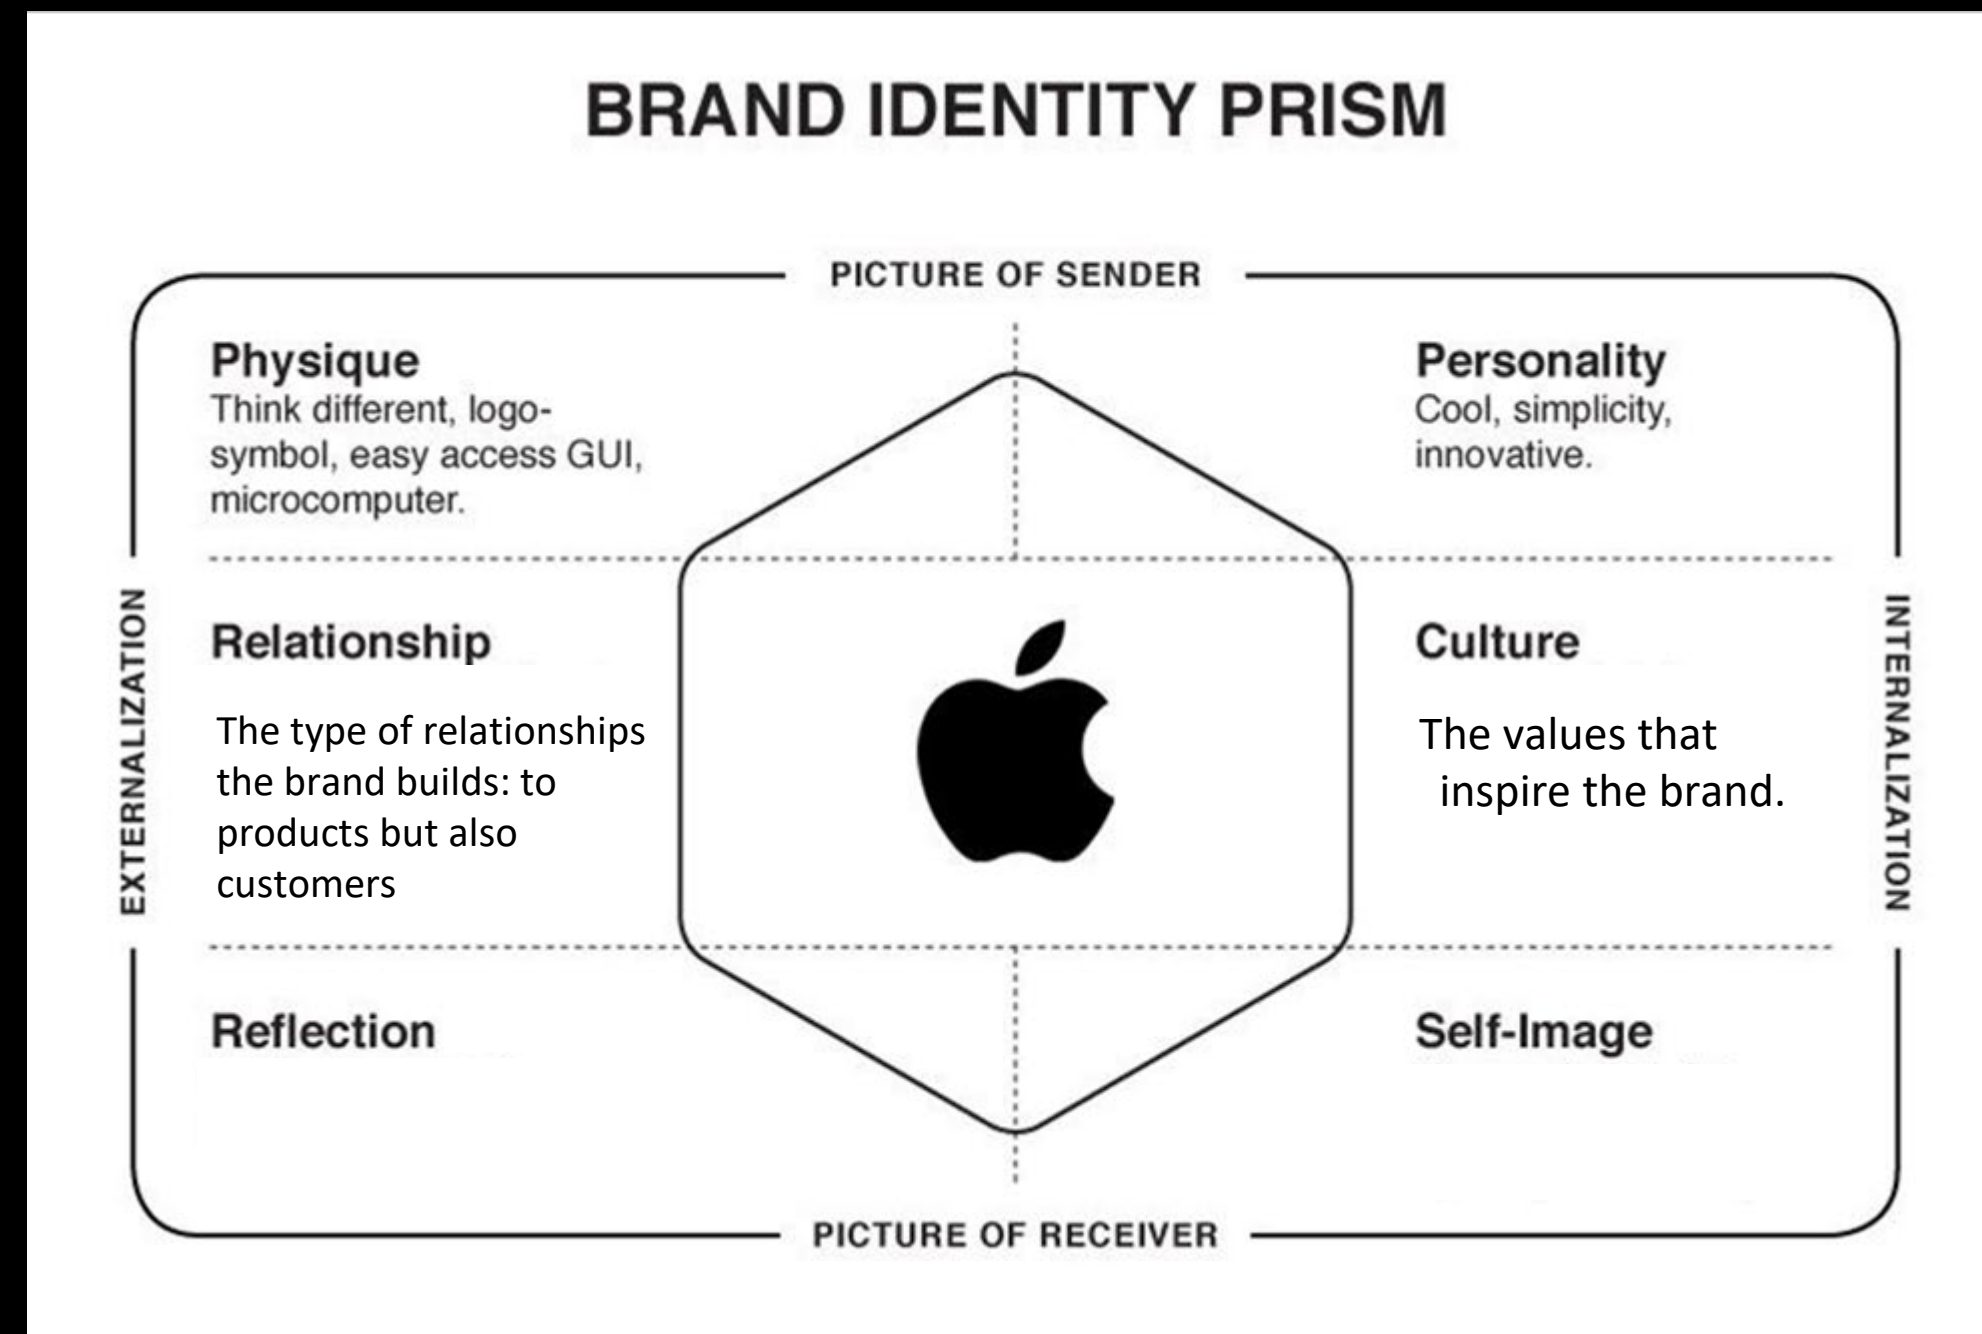 BRAND IDENTITY PRISM
PICTURE OF SENDER
Physique
Think different, logo-
symbol, easy access GUI,
microcomputer.
Personality
Cool, simplicity,
innovative.
EXTERNALIZATION
Relationship
The type of relationships
the brand builds: to
products but also
customers
Culture
The values that
inspire the brand.
INTERNALIZATION
Reflection
Self-Image
PICTURE OF RECEIVER